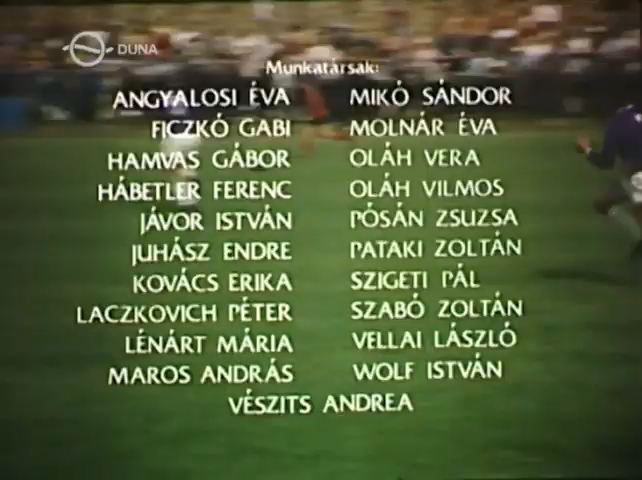 DUNA
Munkatársak:
ANGYALOSI ÉVA
FICZKÓ GABI
HAMVAS GÁBOR
HÁBETLER FERENC
JÁVOR ISTVÁN
JUHÁSZ ENDRE
KOVÁCS ERIKA
LACZKOVICH PÉTER
LÉNÁRT MÁRIA
MAROS ANDRÁS
MIKÓ SÁNDOR
MOLNÁR ÉVA
OLÁH VERA
OLÁH VILMOS
PÓSÁN ZSUZSA
PATAKI ZOLTÁN
SZIGETI PÁL
SZABÓ ZOLTÁN
VELLAI LÁSZLÓ
WOLF ISTVÁN
VÉSZITS ANDREA